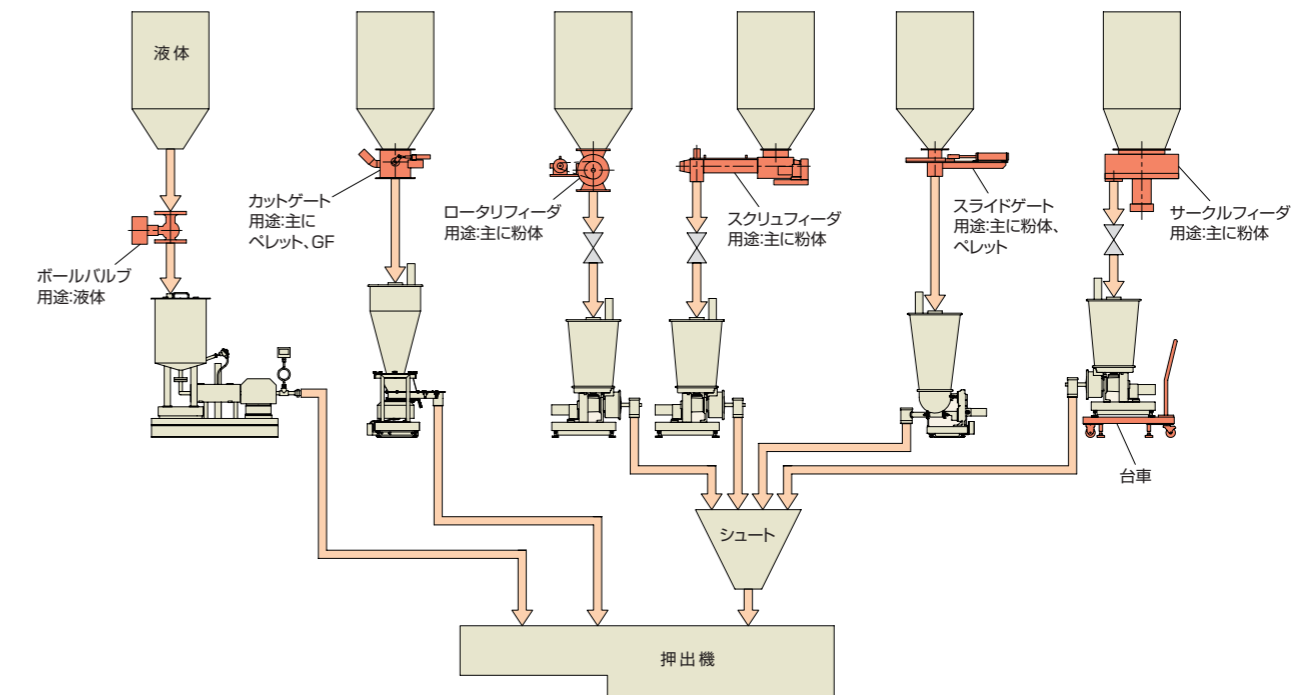 液体
カットゲート
用途:主に
ペレット、GF
ロータリフィーダ
用途:主に粉体
スクリュフィーダ
用途:主に粉体
スライドゲート
用途:主に粉体、
ペレット
サークルフィーダ
用途:主に粉体
ボールバルブ
用途:液体
台車
シュート
押出機